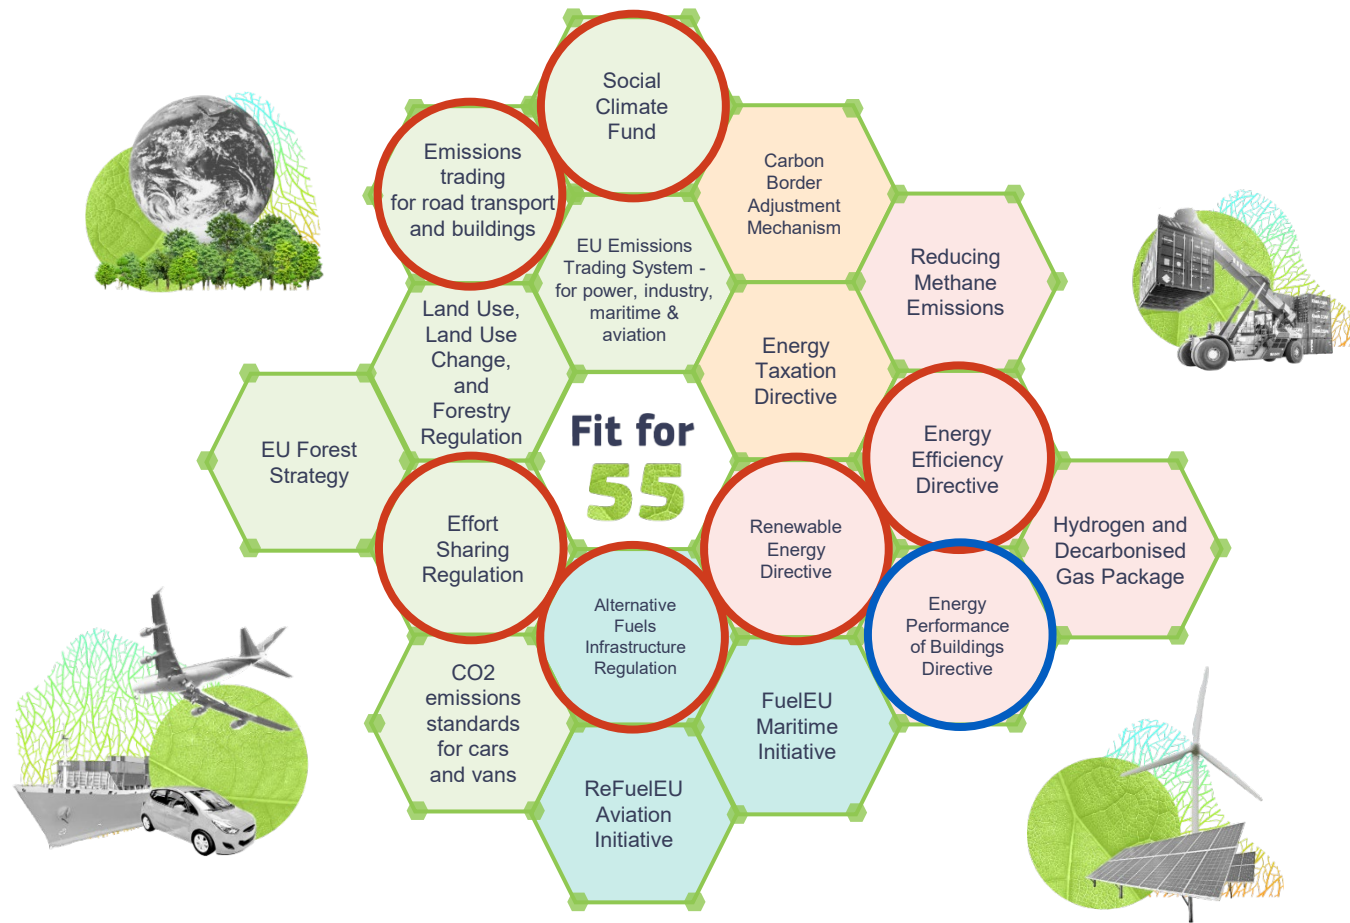 Social
Climate
Fund
Emissions
trading
for road transport
and buildings
Carbon
Border
Adjustment
Mechanism
EU Emissions
Trading System -
for power, industry,
maritime &
aviation
Reducing
Methane
Emissions
Land Use,
Land Use
Change,
and
Forestry
Regulation
Energy
Taxation
Directive
Fit for
55
EU Forest
Strategy
Energy
Efficiency
Directive
Effort
Sharing
Regulation
Renewable
Energy
Directive
Hydrogen and
Decarbonised
Gas Package
Alternative
Fuels
Infrastructure
Regulation
Energy
Performance
of Buildings
Directive
CO2
emissions
standards
for cars
and vans
FuelEU
Maritime
Initiative
ReFuelEU
Aviation
Initiative